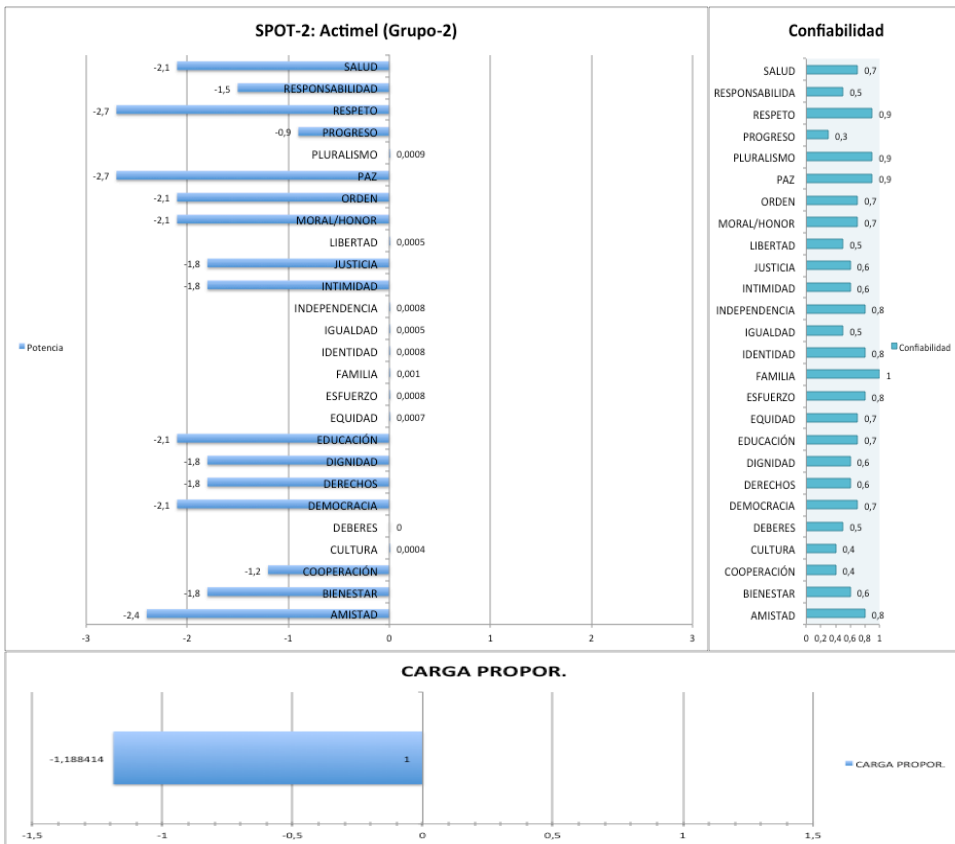 SPOT-2: Actimel (Grupo-2)
-2,1 SALUD
-1,5 RESPONSABILIDAD
-2,7 RESPETO
-0,9 PROGRESO
PLURALISMO 0,0009
-2,7 PAZ
-2,1 ORDEN
-2,1 MORAL/HONOR
LIBERTAD 0,0005
-1,8 JUSTICIA
-1,8 INTIMIDAD
INDEPENDENCIA 0,0008
IGUALDAD 0,0005
Potencia
IDENTIDAD 0,0008
FAMILIA 0,001
ESFUERZO 0,0008
EQUIDAD 0,0007
-2,1 EDUCACIÓN
-1,8 DIGNIDAD
-1,8 DERECHOS
-2,1 DEMOCRACIA
DEBERES 0
CULTURA 0,0004
-1,2 COOPERACIÓN
-1,8 BIENESTAR
-2,4 AMISTAD
-3 -2 -1 0 1 2 3
Confiabilidad
SALUD 0,7
RESPONSABILIDA 0,5
RESPETO 0,9
PROGRESO 0,3
PLURALISMO 0,9
PAZ 0,9
ORDEN 0,7
MORAL/HONOR 0,7
LIBERTAD 0,5
JUSTICIA 0,6
INTIMIDAD 0,6
INDEPENDENCIA 0,8
IGUALDAD 0,5
IDENTIDAD 0,8
Confiabilidad
FAMILIA 1
ESFUERZO 0,8
EQUIDAD 0,7
EDUCACIÓN 0,7
DIGNIDAD 0,6
DERECHOS 0,6
DEMOCRACIA 0,7
DEBERES 0,5
CULTURA 0,4
COOPERACIÓN 0,4
BIENESTAR 0,6
AMISTAD 0,8
0 0,2 0,4 0,6 0,8 1
CARGA PROPOR.
-1,188414 1
CARGA PROPOR.
-1,5 -1 -0,5 0 0,5 1 1,5